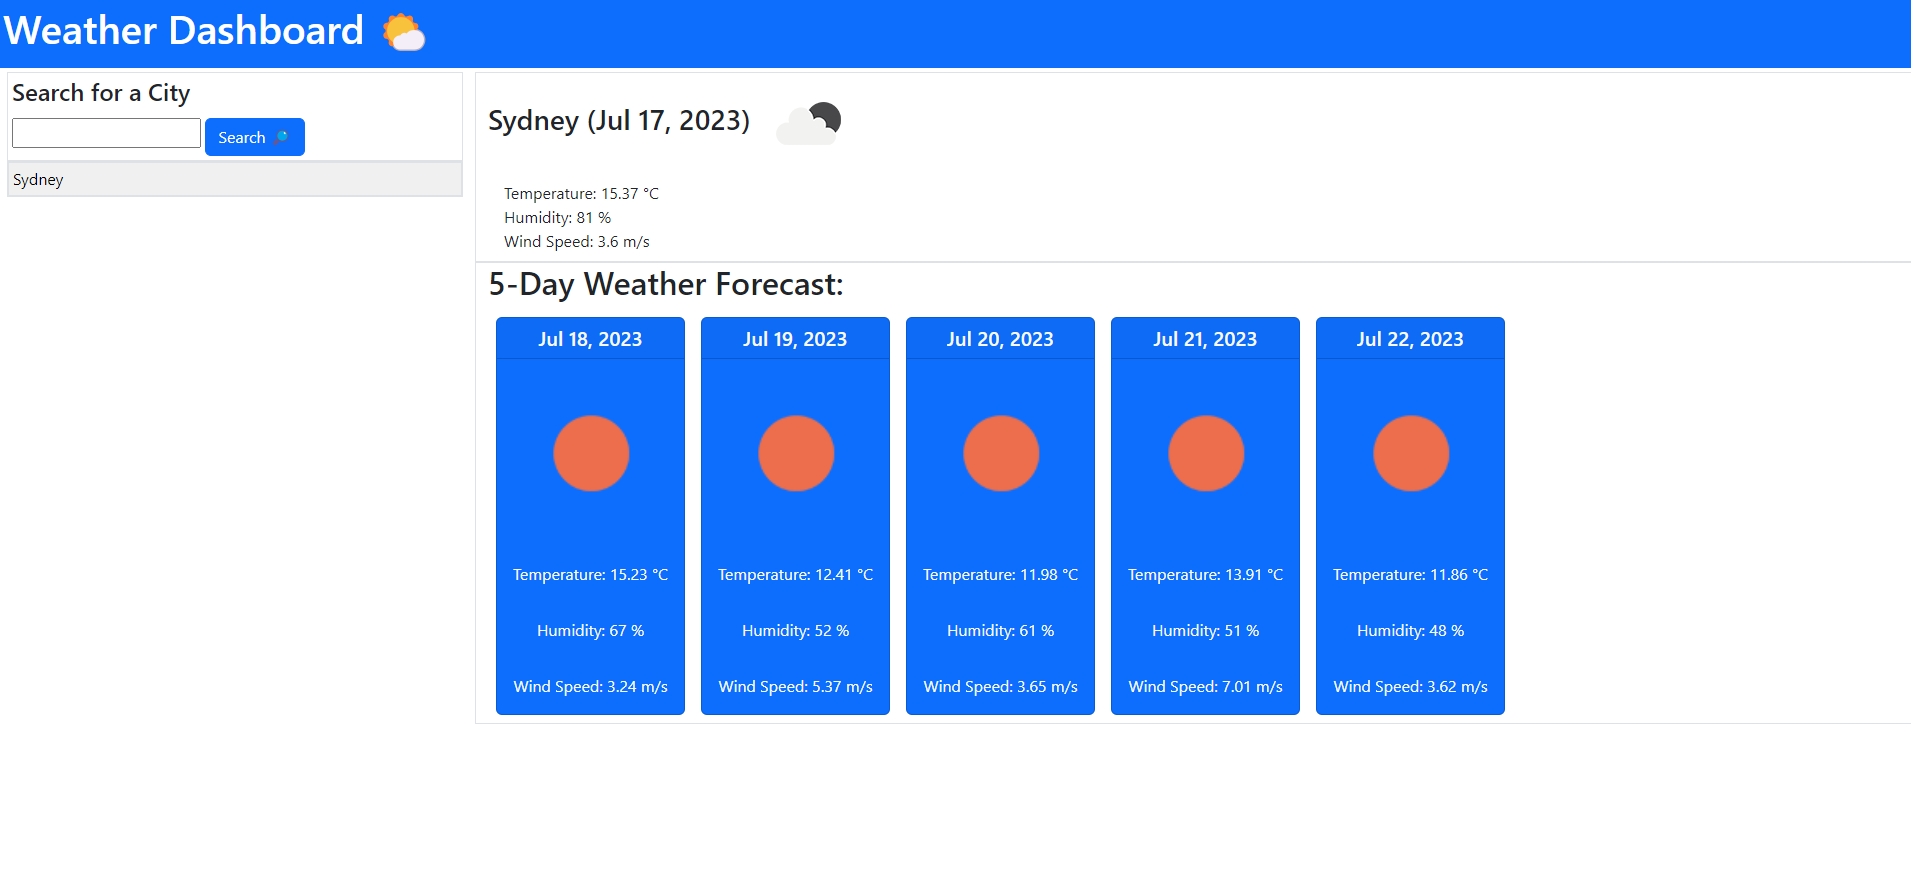 Weather Dashboard
Search for a City
Search
Sydney
Sydney (Jul 17, 2023)
Temperature: 15.37 °C
Humidity: 81 %
Wind Speed: 3.6 m/s
5-Day Weather Forecast:
Jul 18, 2023
Temperature: 15.23 °C
Humidity: 67 %
Wind Speed: 3.24 m/s
Jul 19, 2023
Temperature: 12.41 °C
Humidity: 52 %
Wind Speed: 5.37 m/s
Jul 20, 2023
Temperature: 11.98 °C
Humidity: 61 %
Wind Speed: 3.65 m/s
Jul 21, 2023
Temperature: 13.91 °C
Humidity: 51 %
Wind Speed: 7.01 m/s
Jul 22, 2023
Temperature: 11.86 °C
Humidity: 48 %
Wind Speed: 3.62 m/s